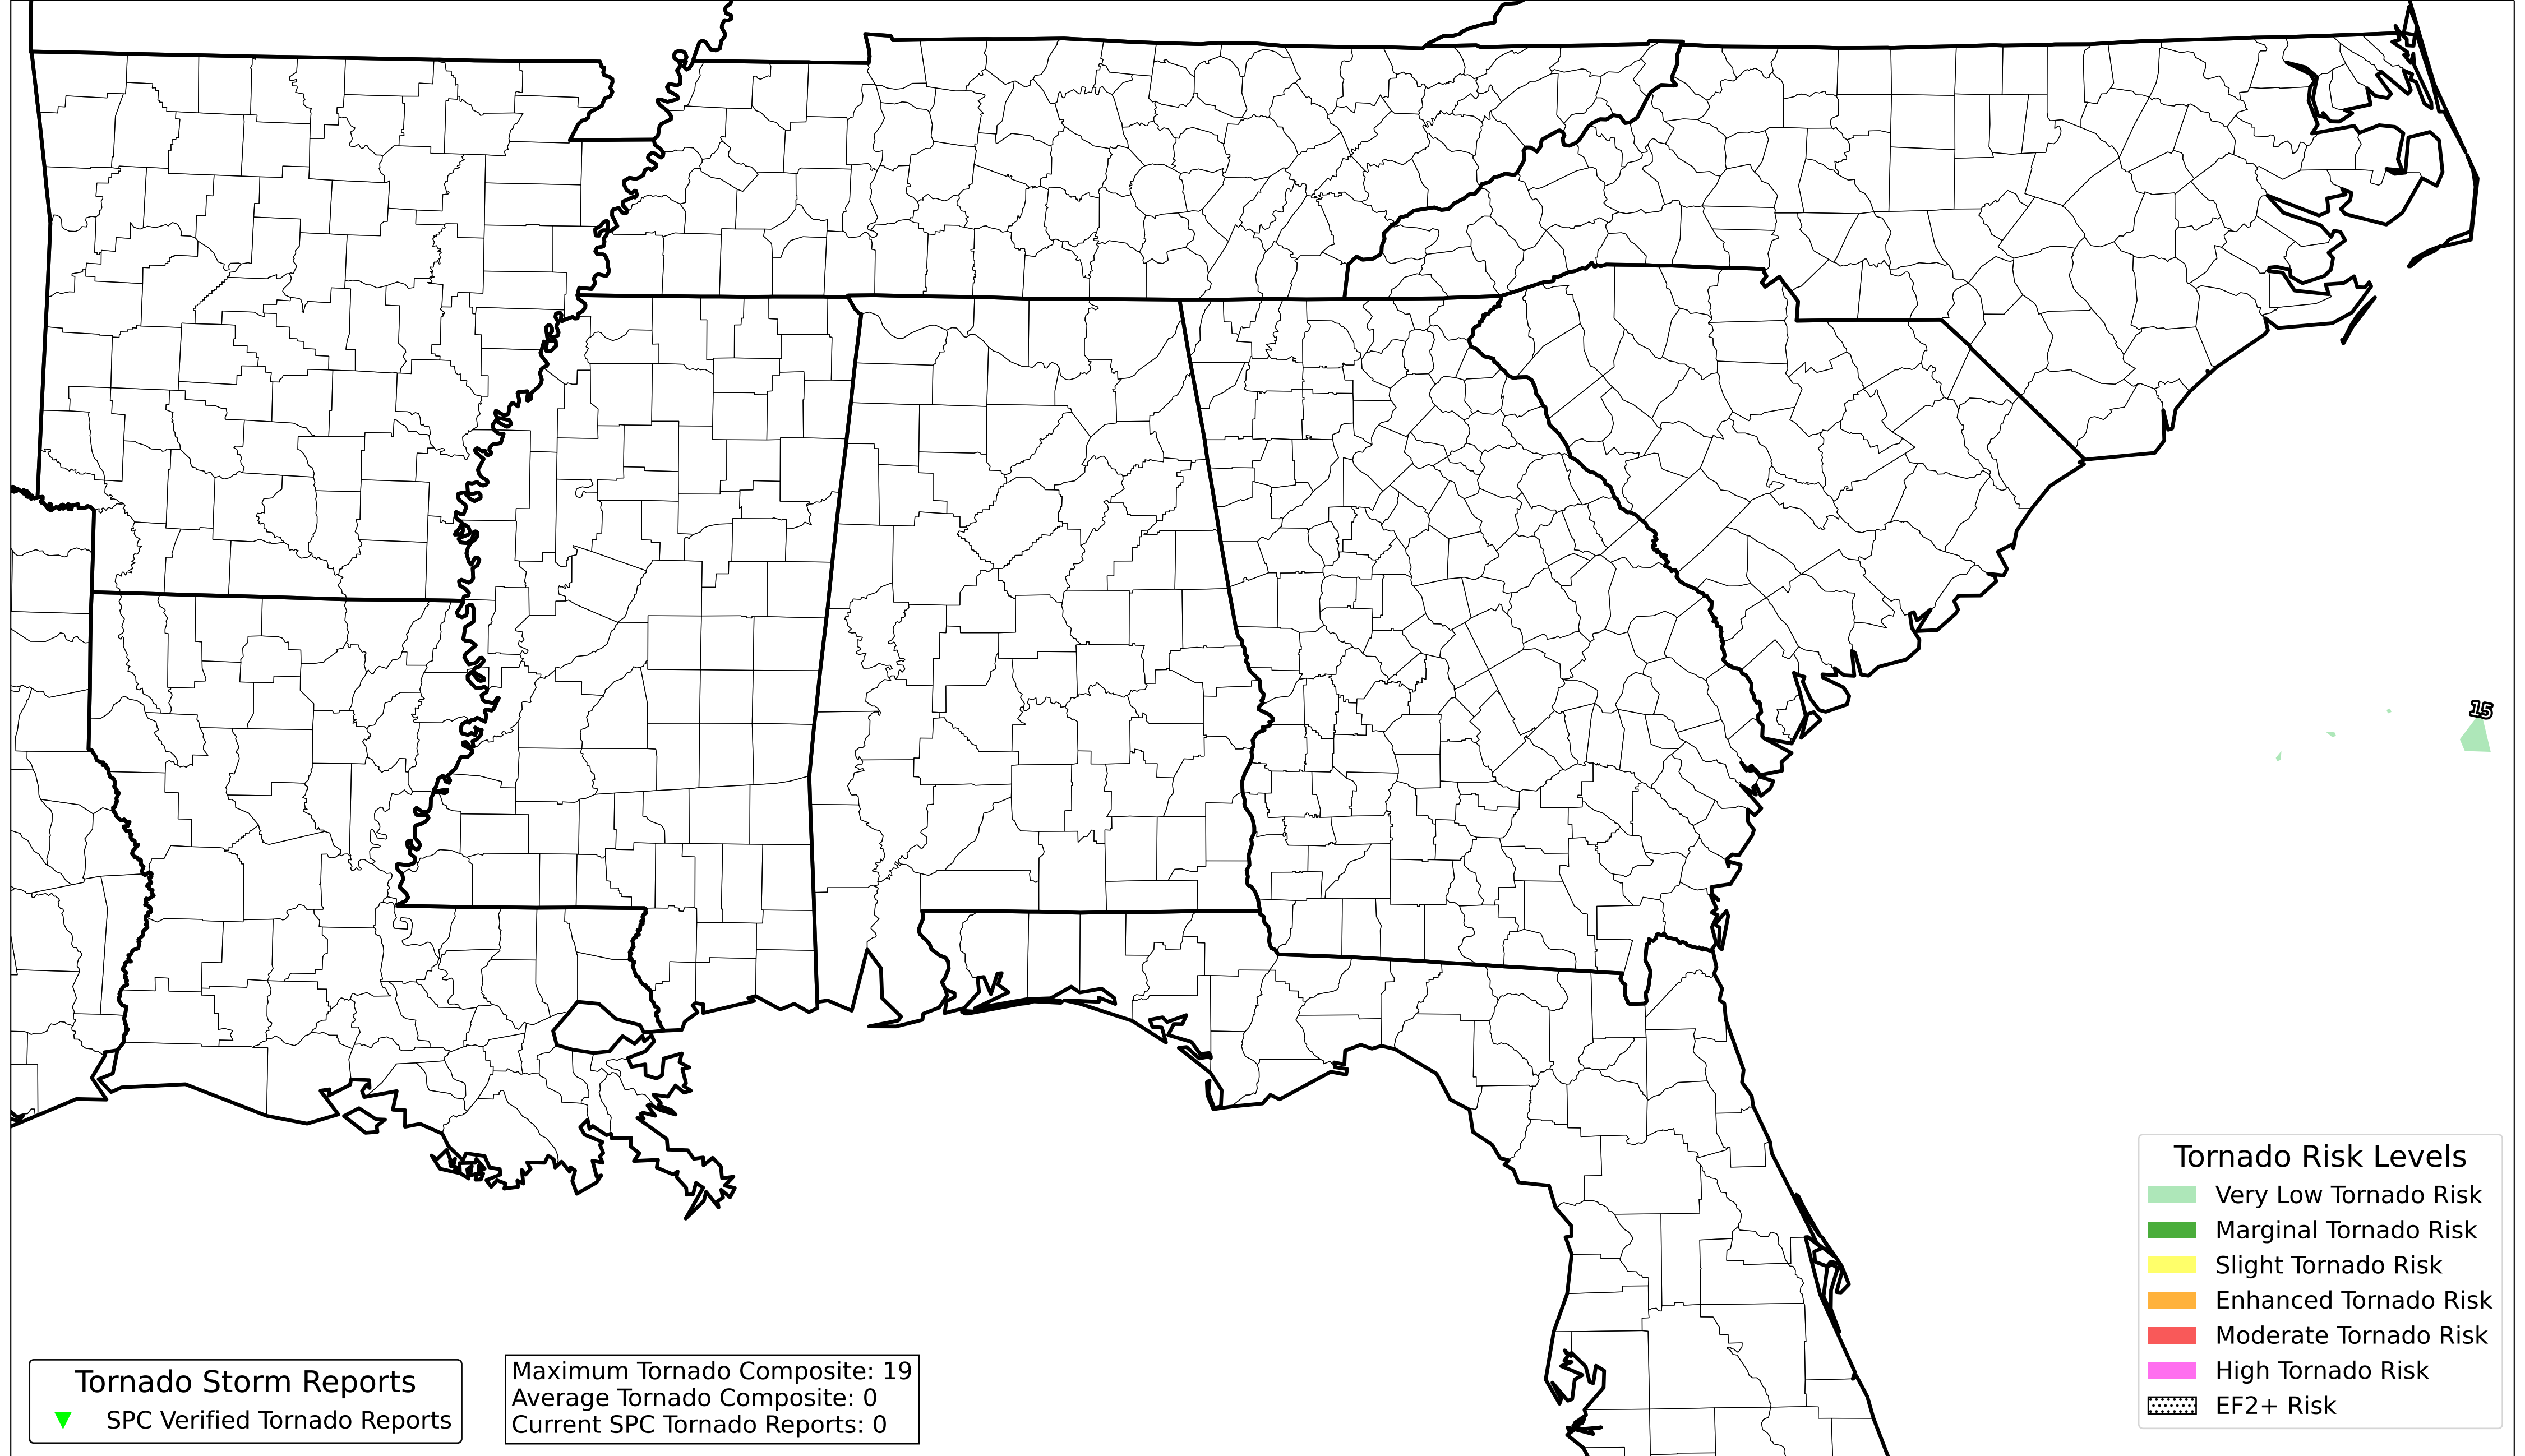 15
Tornado Risk Levels
Very Low Tornado Risk
Marginal Tornado Risk
Slight Tornado Risk
Enhanced Tornado Risk
Moderate Tornado Risk
High Tornado Risk
EF2+ Risk
Tornado Storm Reports
SPC Verified Tornado Reports
Maximum Tornado Composite: 19
Average Tornado Composite: 0
Current SPC Tornado Reports: 0